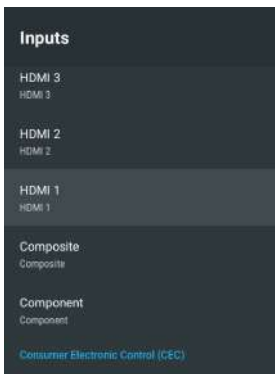 Inputs
HDMI 3
HDMI 3
HDMI 2
HDMI 2
HDMI 1
HDMI 1
Composite
Composite
Component
Component
Consumer Electronic Control (CEC)